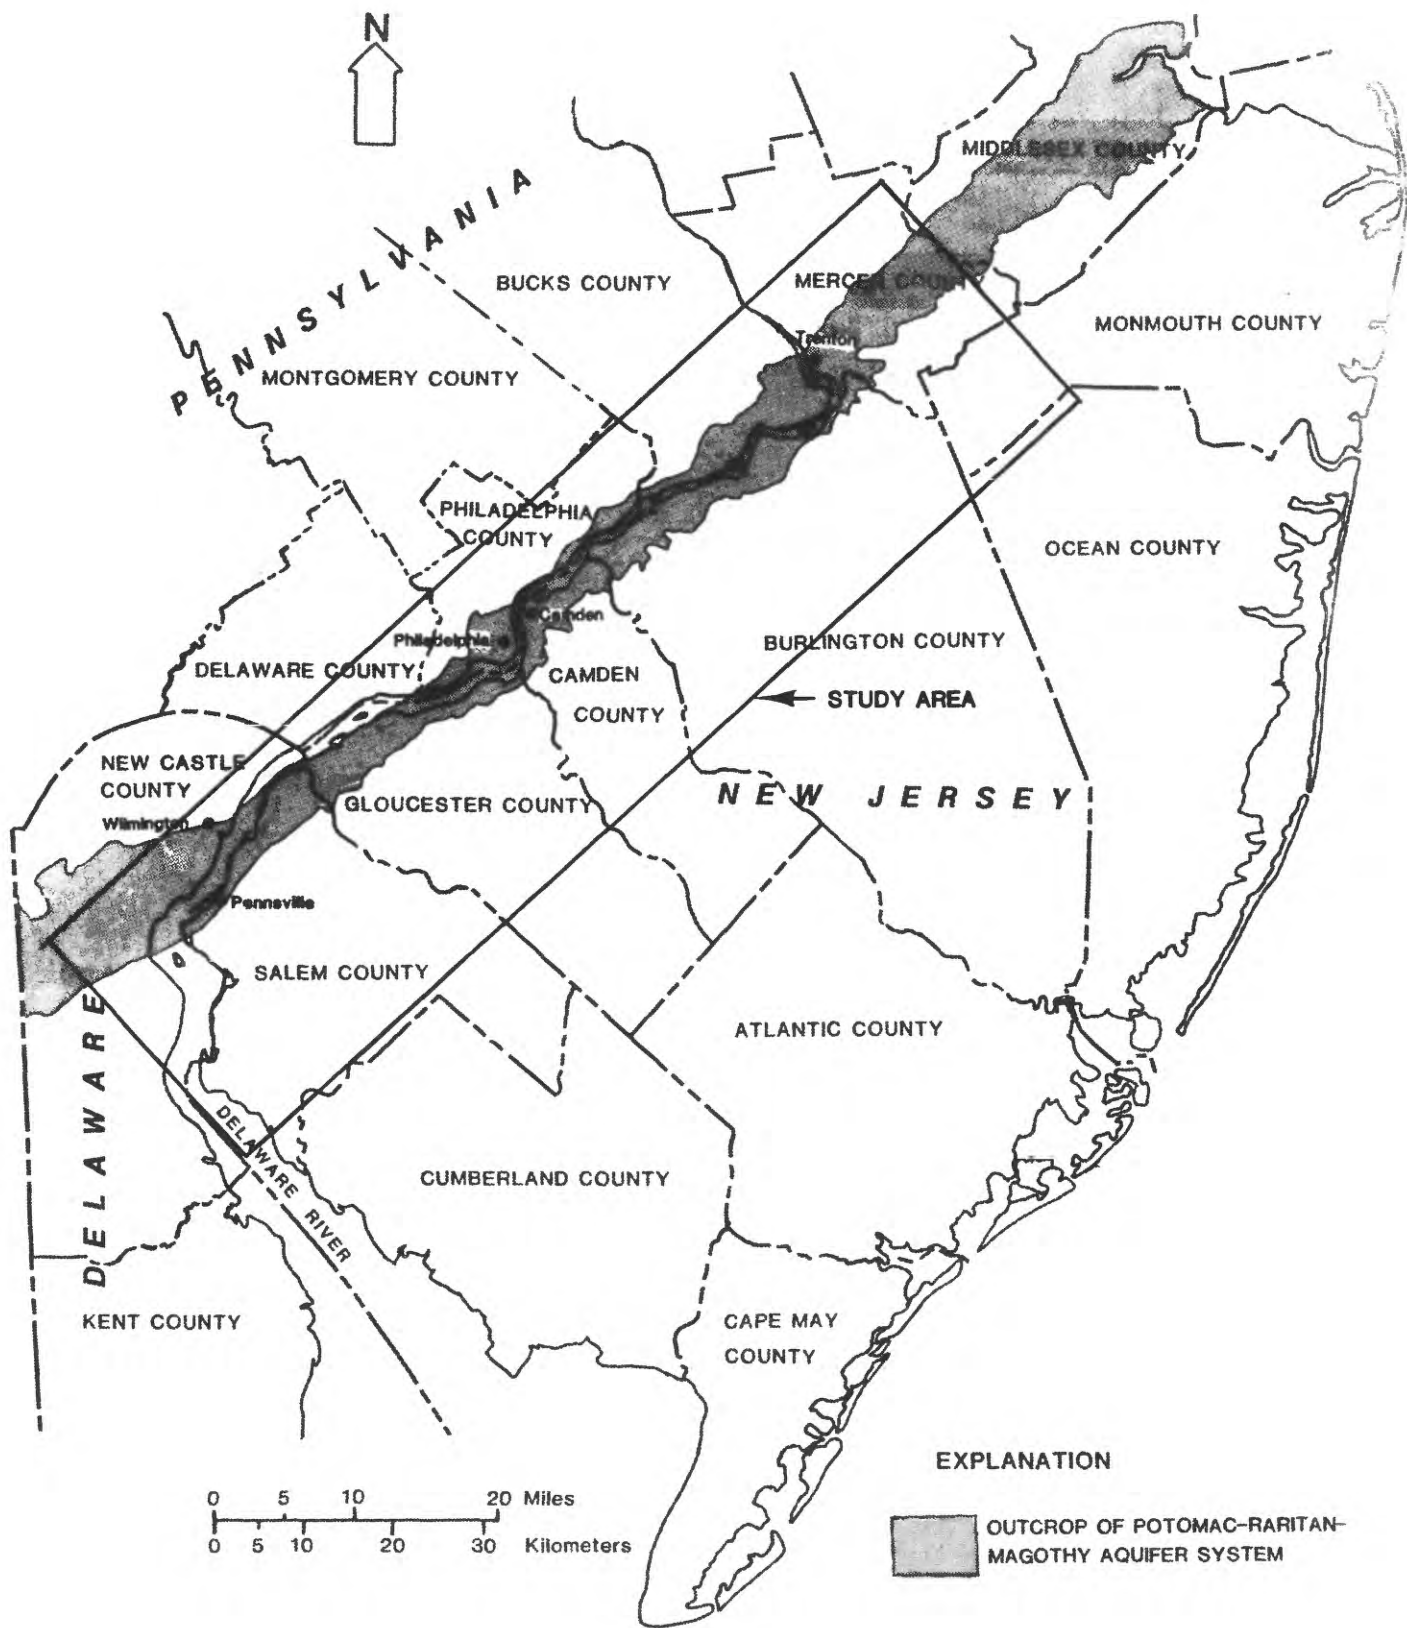 N
MIDDLESEX COUNTY
PENNSYLVANIA
BUCKS COUNTY
MERCER COUNTY
MONMOUTH COUNTY
Trenton
MONTGOMERY COUNTY
PHILADELPHIA
COUNTY
OCEAN COUNTY
Camden
Philadelphia
BURLINGTON COUNTY
DELAWARE COUNTY
CAMDEN
COUNTY
STUDY AREA
NEW CASTLE
COUNTY
GLOUCESTER COUNTY
NEW JERSEY
Wilmington
Pennsville
SALEM COUNTY
DELAWARE
ATLANTIC COUNTY
DELAWARE RIVER
CUMBERLAND COUNTY
KENT COUNTY
CAPE MAY
COUNTY
EXPLANATION
0 5 10 20 Miles
0 5 10 20 30 Kilometers
OUTCROP OF POTOMAC-RARITAN-
MAGOTHY AQUIFER SYSTEM